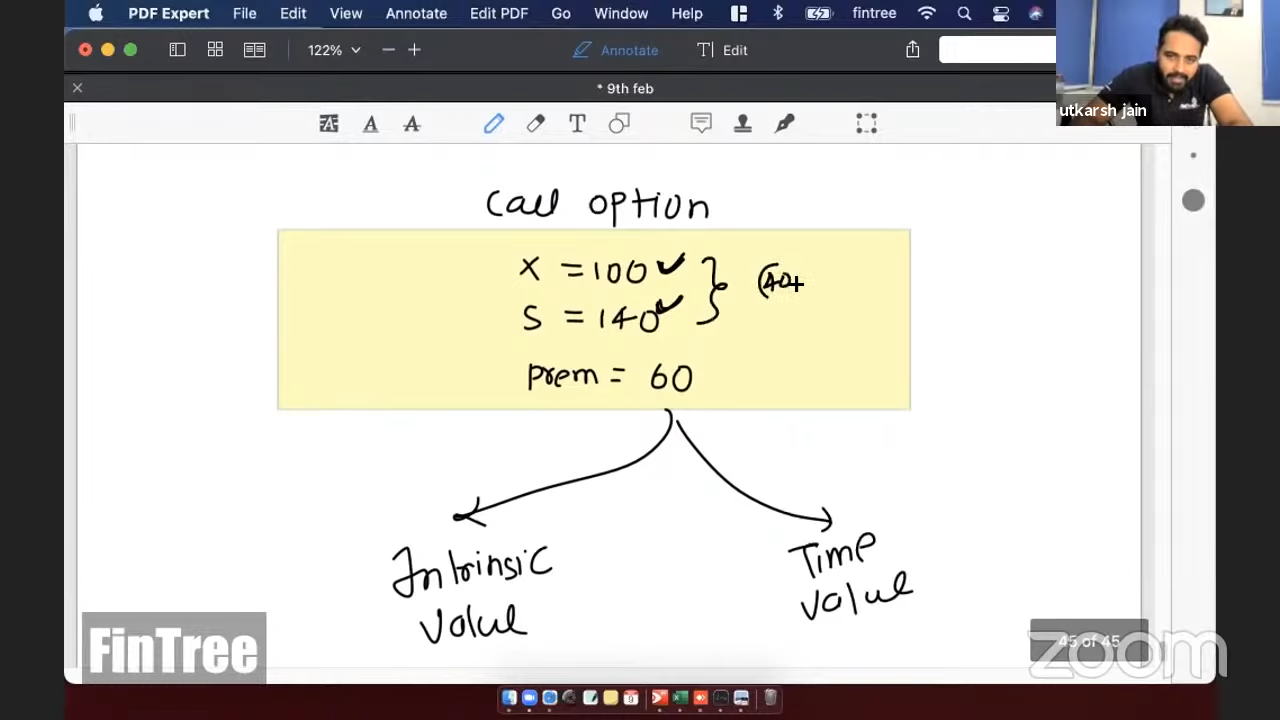 PDF Expert File Edit View Annotate Edit PDF Go Window Help fintree
122% Annotate T Edit
* 9th feb
utkarsh jain
Call option
X = 100
S = 140
(40
Prem = 60
Intrinsic
Value
Time
Value
FinTree
45 of 45
zoom